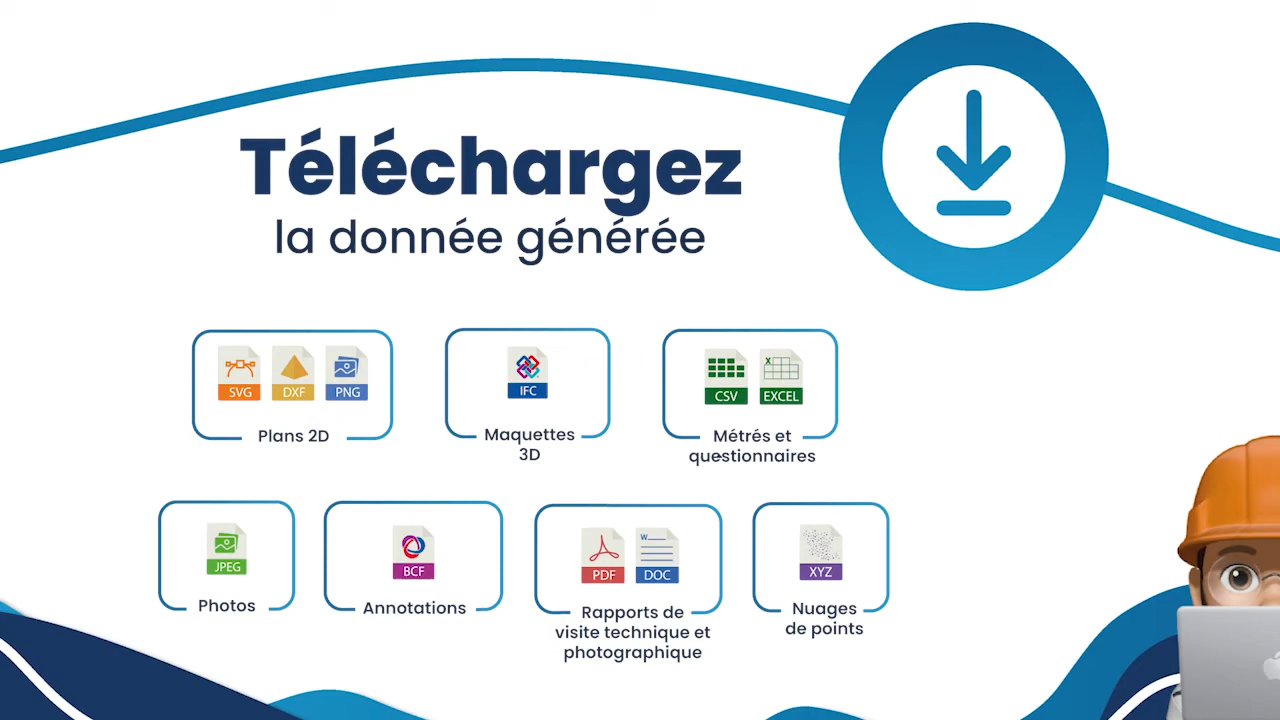 Téléchargez
la donnée générée
SVG DXF PNG
Plans 2D
IFC
Maquettes
3D
CSV X EXCEL
Métrés et
questionnaires
JPEG
Photos
BCF
Annotations
PDF W DOC
Rapports de
visite technique et
photographique
XYZ
Nuages
de points